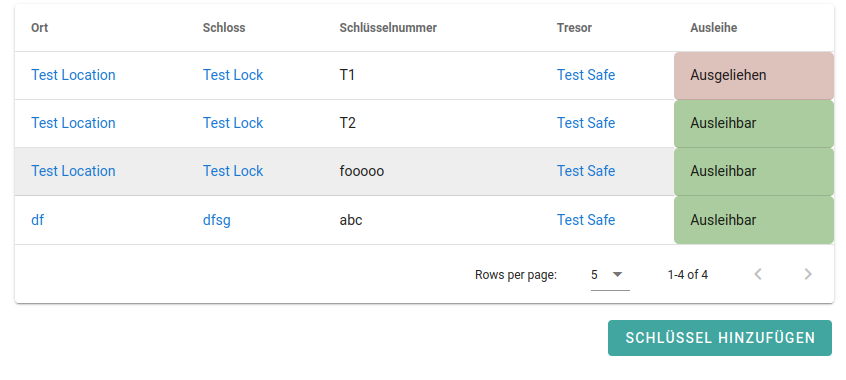 Ort Schloss Schlüsselnummer Tresor Ausleihe
Test Location Test Lock T1 Test Safe Ausgeliehen
Test Location Test Lock T2 Test Safe Ausleihbar
Test Location Test Lock fooooo Test Safe Ausleihbar
df dfsg abc Test Safe Ausleihbar
Rows per page: 5 1-4 of 4
SCHLÜSSEL HINZUFÜGEN